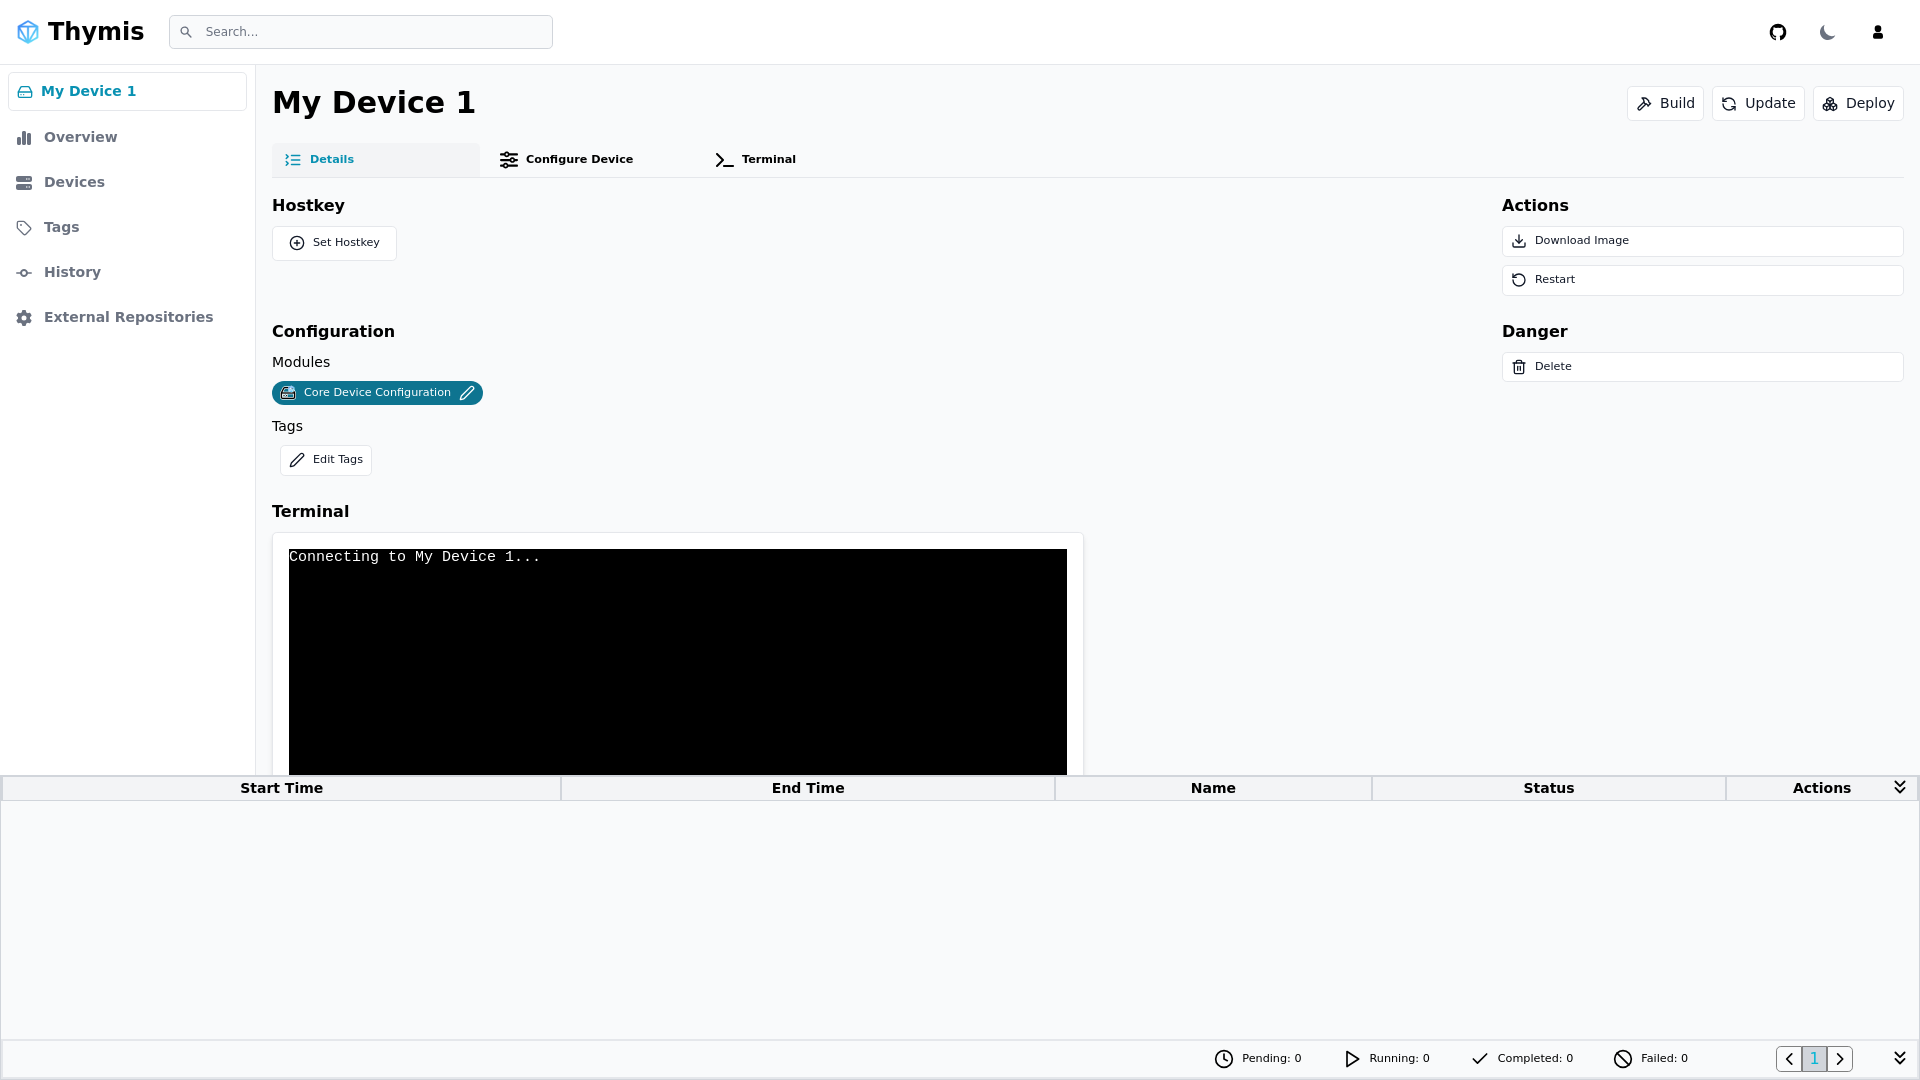 Thymis
Search...
My Device 1
Overview
Devices
Tags
History
External Repositories
My Device 1
Build
Update
Deploy
Details
Configure Device
Terminal
Hostkey
Set Hostkey
Actions
Download Image
Restart
Configuration
Modules
Core Device Configuration
Tags
Edit Tags
Danger
Delete
Terminal
Connecting to My Device 1...
Start Time
End Time
Name
Status
Actions
Pending: 0
Running: 0
Completed: 0
Failed: 0
1